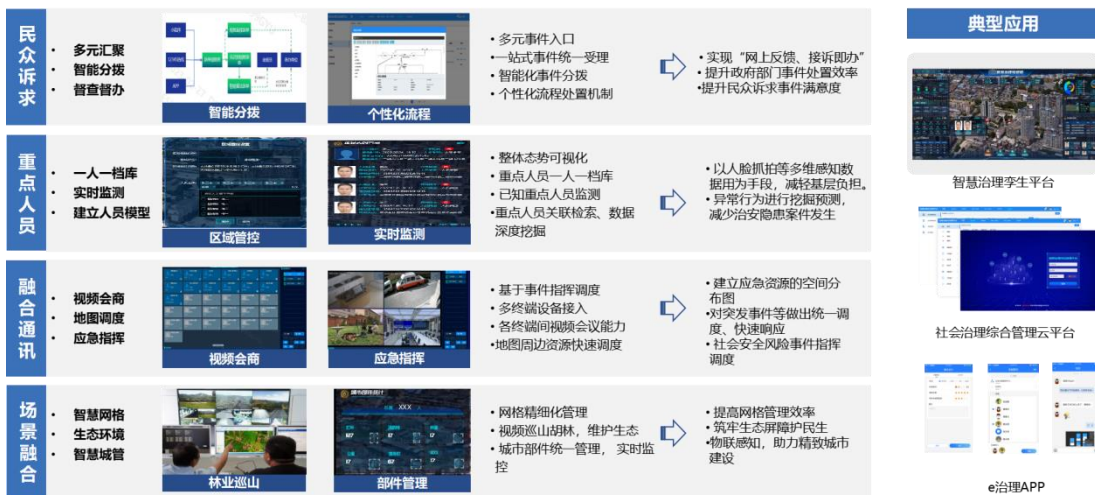 民众诉求
• 多元汇聚
• 智能分拨
• 督查督办
智能分拨
个性化流程
• 多元事件入口
•一站式事件统一受理
• 智能化事件分拨
• 个性化流程处置机制
• 实现“网上反馈、接诉即办”
• 提升政府部门事件处置效率
•提升民众诉求事件满意度
重点人员
• 一人一档库
• 实时监测
• 建立人员模型
区域管控
实时监测
• 整体态势可视化
• 重点人员一人一档库
• 已知重点人员监测
•重点人员关联检索、数据
深度挖掘
• 以人脸抓拍等多维感知数
据用为手段，减轻基层负担。
• 异常行为进行挖掘预测，
减少治安隐患案件发生
融合通讯
• 视频会商
• 地图调度
• 应急指挥
视频会商
应急指挥
• 基于事件指挥调度
• 多终端设备接入
• 各终端间视频会议能力
•地图周边资源快速调度
• 建立应急资源的空间分
布图
•对突发事件等做出统一调
度、快速响应
• 社会安全风险事件指挥
调度
场景融合
• 智慧网格
• 生态环境
• 智慧城管
林业巡山
XXX
部件管理
• 网格精细化管理
• 视频巡山胡林，维护生态
• 城市部件统一管理， 实时监
控
• 提高网格管理效率
• 筑牢生态屏障护民生
•物联感知，助力精致城市
建设
典型应用
智慧治理孪生平台
社会治理综合管理云平台
e治理APP